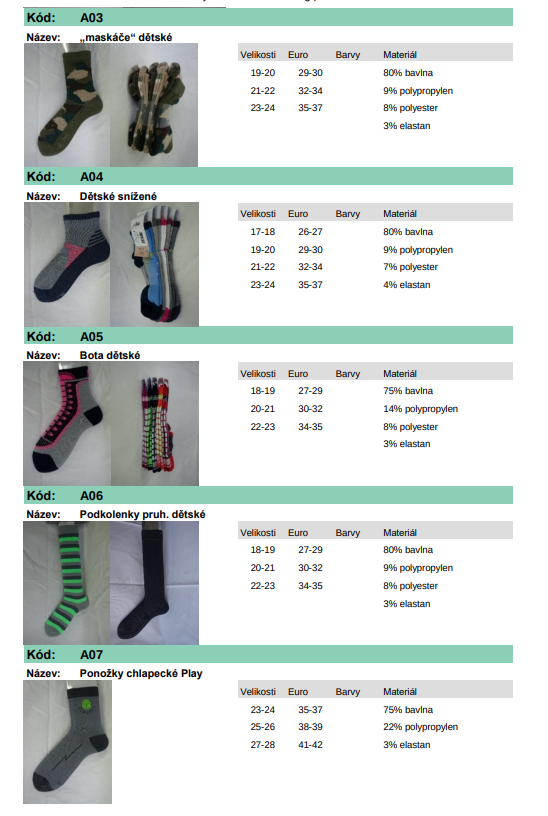 Kód: A03
Název: „maskáče“ dětské
Velikosti Euro Barvy Materiál
19-20 29-30 80% bavlna
21-22 32-34 9% polypropylen
23-24 35-37 8% polyester
3% elastan
Kód: A04
Název: Dětské snížené
Velikosti Euro Barvy Materiál
17-18 26-27 80% bavlna
19-20 29-30 9% polypropylen
21-22 32-34 7% polyester
23-24 35-37 4% elastan
Kód: A05
Název: Bota dětské
Velikosti Euro Barvy Materiál
18-19 27-29 75% bavlna
20-21 30-32 14% polypropylen
22-23 34-35 8% polyester
3% elastan
Kód: A06
Název: Podkolenky pruh. dětské
Velikosti Euro Barvy Materiál
18-19 27-29 80% bavlna
20-21 30-32 9% polypropylen
22-23 34-35 8% polyester
3% elastan
Kód: A07
Název: Ponožky chlapecké Play
Velikosti Euro Barvy Materiál
23-24 35-37 75% bavlna
25-26 38-39 22% polypropylen
27-28 41-42 3% elastan